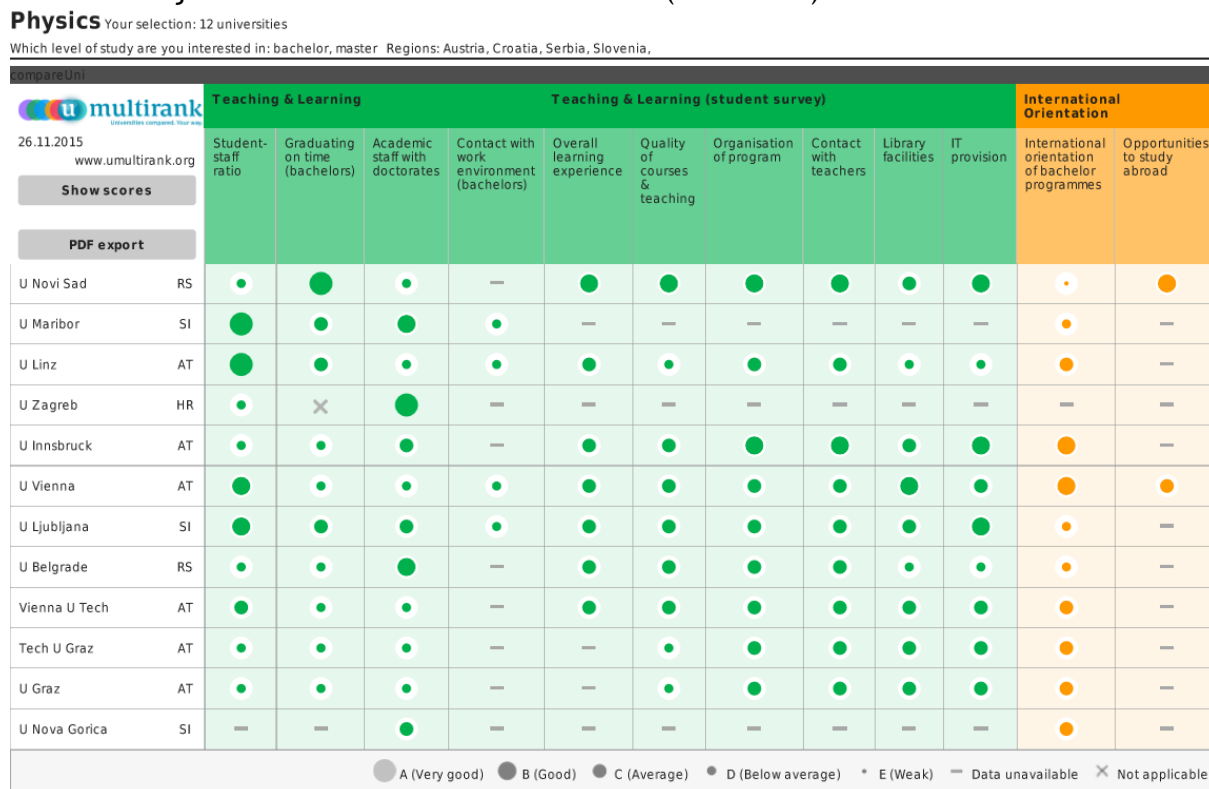 Physics Your selection: 12 universities
Which level of study are you interested in: bachelor, master Regions: Austria, Croatia, Serbia, Slovenia,
compareUni
u multirank
Universities compared. Your way.
26.11.2015
www.umultirank.org
Show scores
PDF export
Teaching & Learning
Teaching & Learning (student survey)
International
Orientation
Student-
staff
ratio
Graduating
on time
(bachelors)
Academic
staff with
doctorates
Contact with
work
environment
(bachelors)
Overall
learning
experience
Quality
of
courses
&
teaching
Organisation
of program
Contact
with
teachers
Library
facilities
IT
provision
International
orientation
of bachelor
programmes
Opportunities
to study
abroad
U Novi Sad RS
U Maribor SI
U Linz AT
U Zagreb HR
U Innsbruck AT
U Vienna AT
U Ljubljana SI
U Belgrade RS
Vienna U Tech AT
Tech U Graz AT
U Graz AT
U Nova Gorica SI
A (Very good) B (Good) C (Average) D (Below average) E (Weak) Data unavailable Not applicable